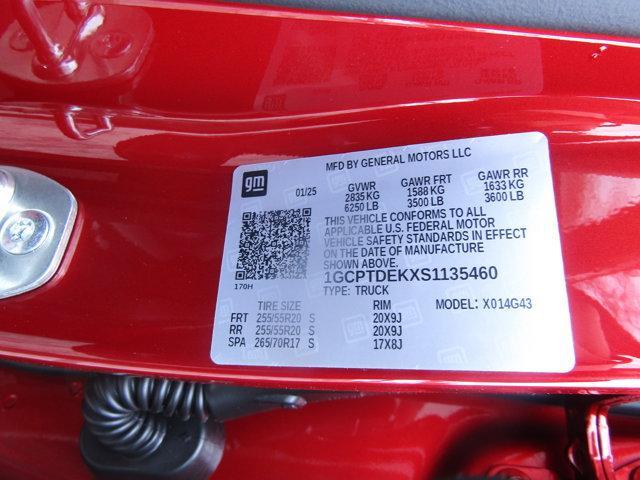 MFD BY GENERAL MOTORS LLC
gm
01/25 GVWR GAWR FRT GAWR RR
2835 KG 1588 KG 1633 KG
6250 LB 3500 LB 3600 LB
THIS VEHICLE CONFORMS TO ALL
APPLICABLE U.S. FEDERAL MOTOR
VEHICLE SAFETY STANDARDS IN EFFECT
ON THE DATE OF MANUFACTURE
SHOWN ABOVE.
170H 1GCPTDEKXS1135460
TYPE: TRUCK
TIRE SIZE RIM MODEL: X014G43
FRT 255/55R20 S 20X9J
RR 255/55R20 S 20X9J
SPA 265/70R17 S 17X8J